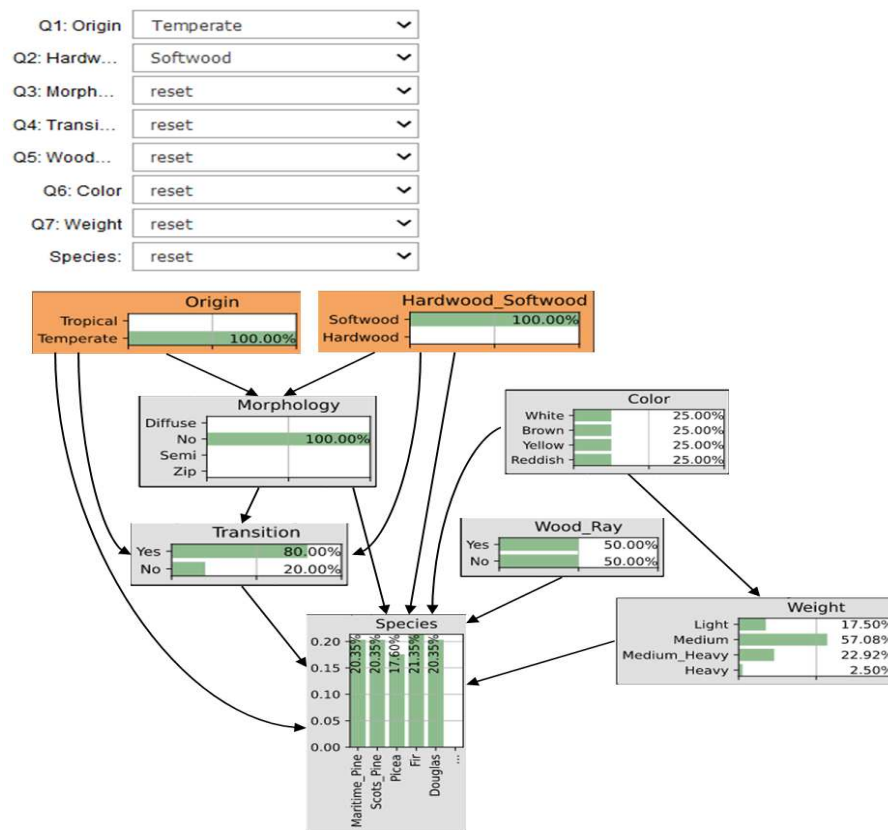 Q1: Origin Temperate
Q2: Hardw... Softwood
Q3: Morph... reset
Q4: Transi... reset
Q5: Wood... reset
Q6: Color reset
Q7: Weight reset
Species: reset
Origin
Tropical
Temperate 100.00%
Hardwood_Softwood
Softwood 100.00%
Hardwood
Morphology
Diffuse
No 100.00%
Semi
Zip
Color
White 25.00%
Brown 25.00%
Yellow 25.00%
Reddish 25.00%
Transition
Yes 80.00%
No 20.00%
Wood_Ray
Yes 50.00%
No 50.00%
Weight
Light 17.50%
Medium 57.08%
Medium_Heavy 22.92%
Heavy 2.50%
Species
0.20
0.15
0.10
0.05
0.00
20.35%
20.35%
17.60%
21.35%
20.35%
Maritime_Pine
Scots_Pine
Picea
Fir
Douglas
...